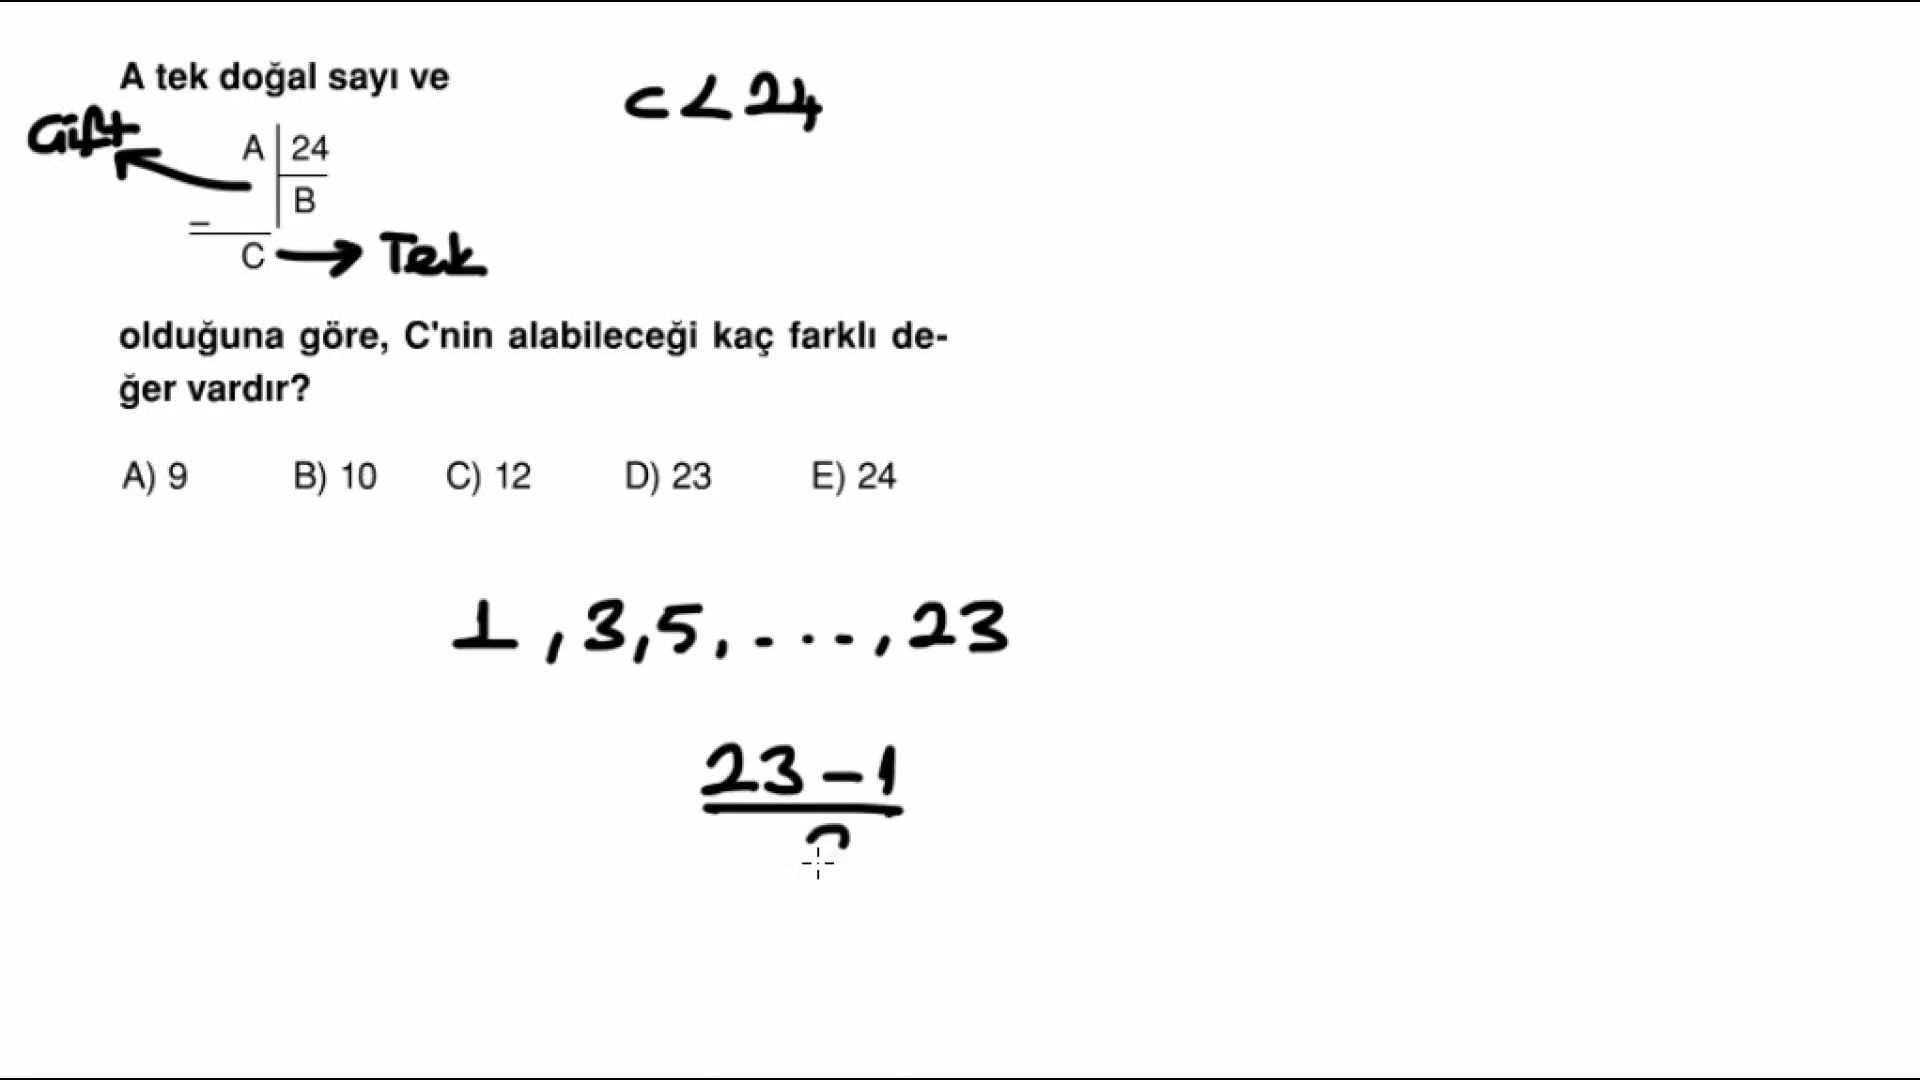 A tek doğal sayı ve
c < 24
Çift
A 24
B
–
C → Tek
olduğuna göre, C'nin alabileceği kaç farklı de-
ğer vardır?
A) 9 B) 10 C) 12 D) 23 E) 24
1 , 3, 5, . . . . , 23
23 – 1